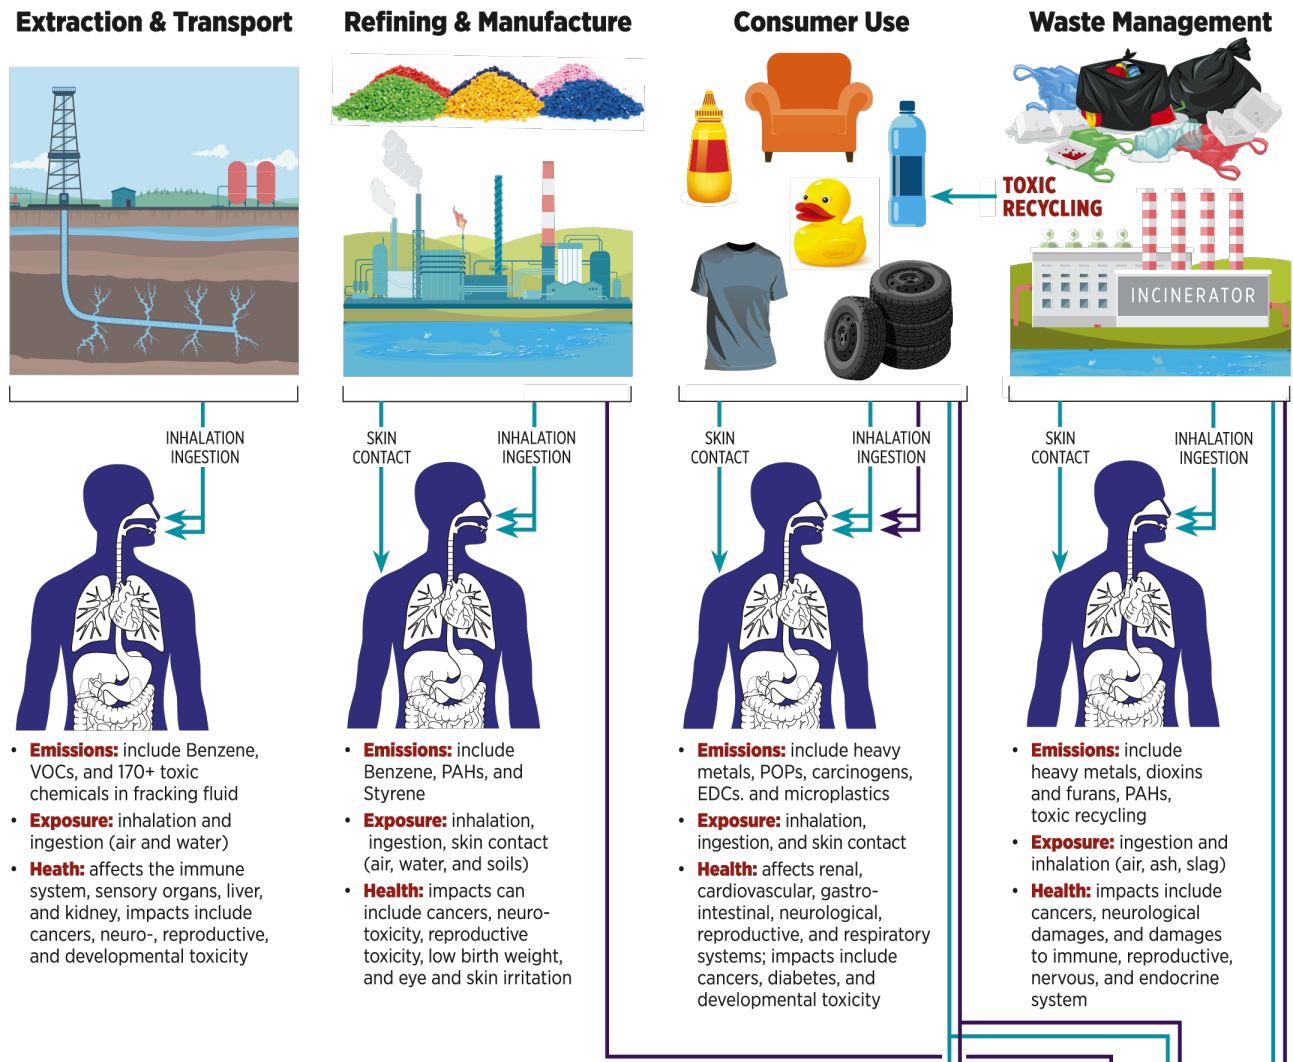 Extraction & Transport
INHALATION
INGESTION
• Emissions: include Benzene,
VOCs, and 170+ toxic
chemicals in fracking fluid
• Exposure: inhalation and
ingestion (air and water)
• Heath: affects the immune
system, sensory organs, liver,
and kidney, impacts include
cancers, neuro-, reproductive,
and developmental toxicity
Refining & Manufacture
SKIN
CONTACT
INHALATION
INGESTION
• Emissions: include
Benzene, PAHs, and
Styrene
• Exposure: inhalation,
ingestion, skin contact
(air, water, and soils)
• Health: impacts can
include cancers, neuro-
toxicity, reproductive
toxicity, low birth weight,
and eye and skin irritation
Consumer Use
TOXIC
RECYCLING
SKIN
CONTACT
INHALATION
INGESTION
• Emissions: include heavy
metals, POPs, carcinogens,
EDCs. and microplastics
• Exposure: inhalation,
ingestion, and skin contact
• Health: affects renal,
cardiovascular, gastro-
intestinal, neurological,
reproductive, and respiratory
systems; impacts include
cancers, diabetes, and
developmental toxicity
Waste Management
INCINERATOR
SKIN
CONTACT
INHALATION
INGESTION
• Emissions: include
heavy metals, dioxins
and furans, PAHs,
toxic recycling
• Exposure: ingestion and
inhalation (air, ash, slag)
• Health: impacts include
cancers, neurological
damages, and damages
to immune, reproductive,
nervous, and endocrine
system